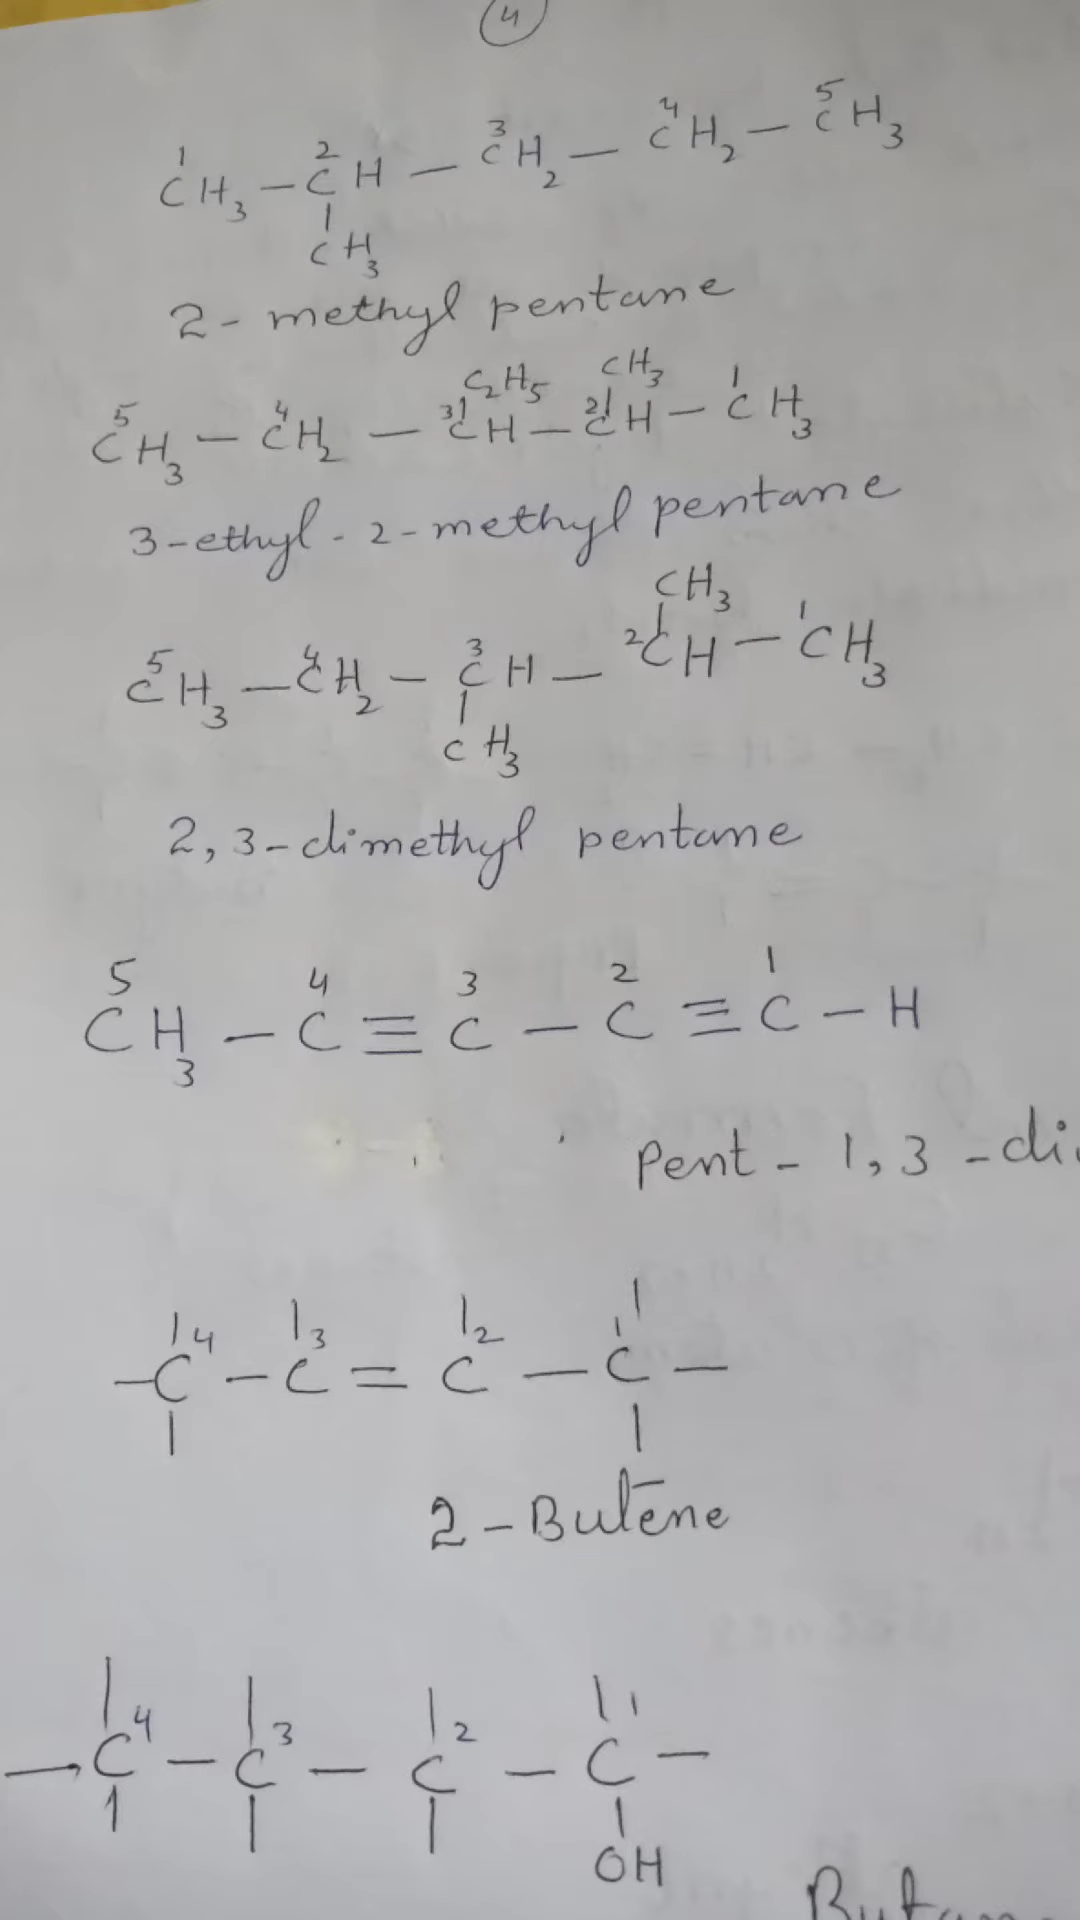 4
1 2 3 4 5
CH₃ – CH – CH₂ – CH₂ – CH₃
|
CH₃
2- methyl pentane
C₂H₅ CH₃
5 4 3| 2| 1
CH₃ – CH₂ – CH – CH – CH₃
3-ethyl-2-methyl pentane
CH₃
5 4 3 2| 1
CH₃ – CH₂ – CH – CH – CH₃
|
CH₃
2,3-dimethyl pentane
5 4 3 2 1
CH₃ – C ≡ C – C ≡ C – H
Pent - 1,3 - di
4 3 2 1
– C – C = C – C –
2-Butene
4 3 2 1
– C – C – C – C –
OH